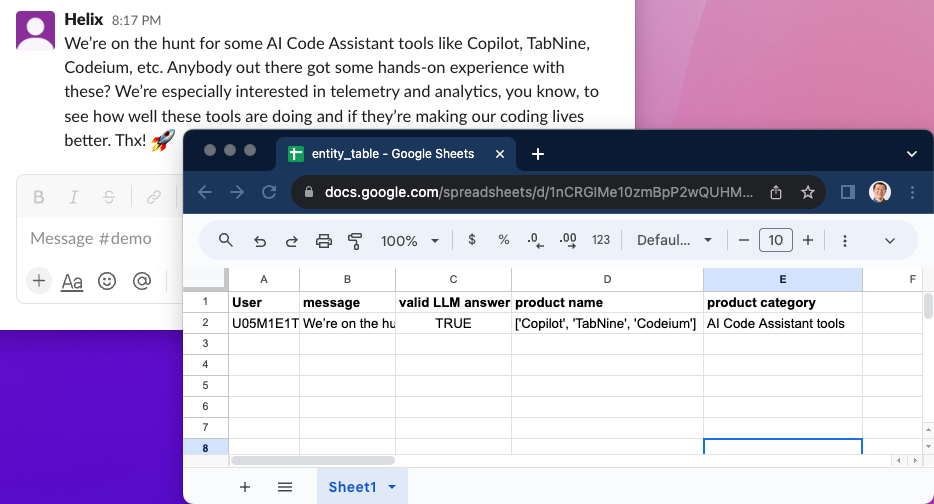 Helix 8:17 PM
We’re on the hunt for some AI Code Assistant tools like Copilot, TabNine,
Codeium, etc. Anybody out there got some hands-on experience with
these? We’re especially interested in telemetry and analytics, you know, to
see how well these tools are doing and if they’re making our coding lives
better. Thx! 🚀
B I S
Message #demo
+ Aa @
entity_table - Google Sheets × +
docs.google.com/spreadsheets/d/1nCRGlMe10zmBpP2wQUHM...
100% $ % .0 .00 123 Defaul... − 10 +
A B C D E F
1 User message valid LLM answer product name product category
2 U05M1E1T We’re on the hu TRUE ['Copilot', 'TabNine', 'Codeium'] AI Code Assistant tools
3
4
5
6
7
8
+ Sheet1